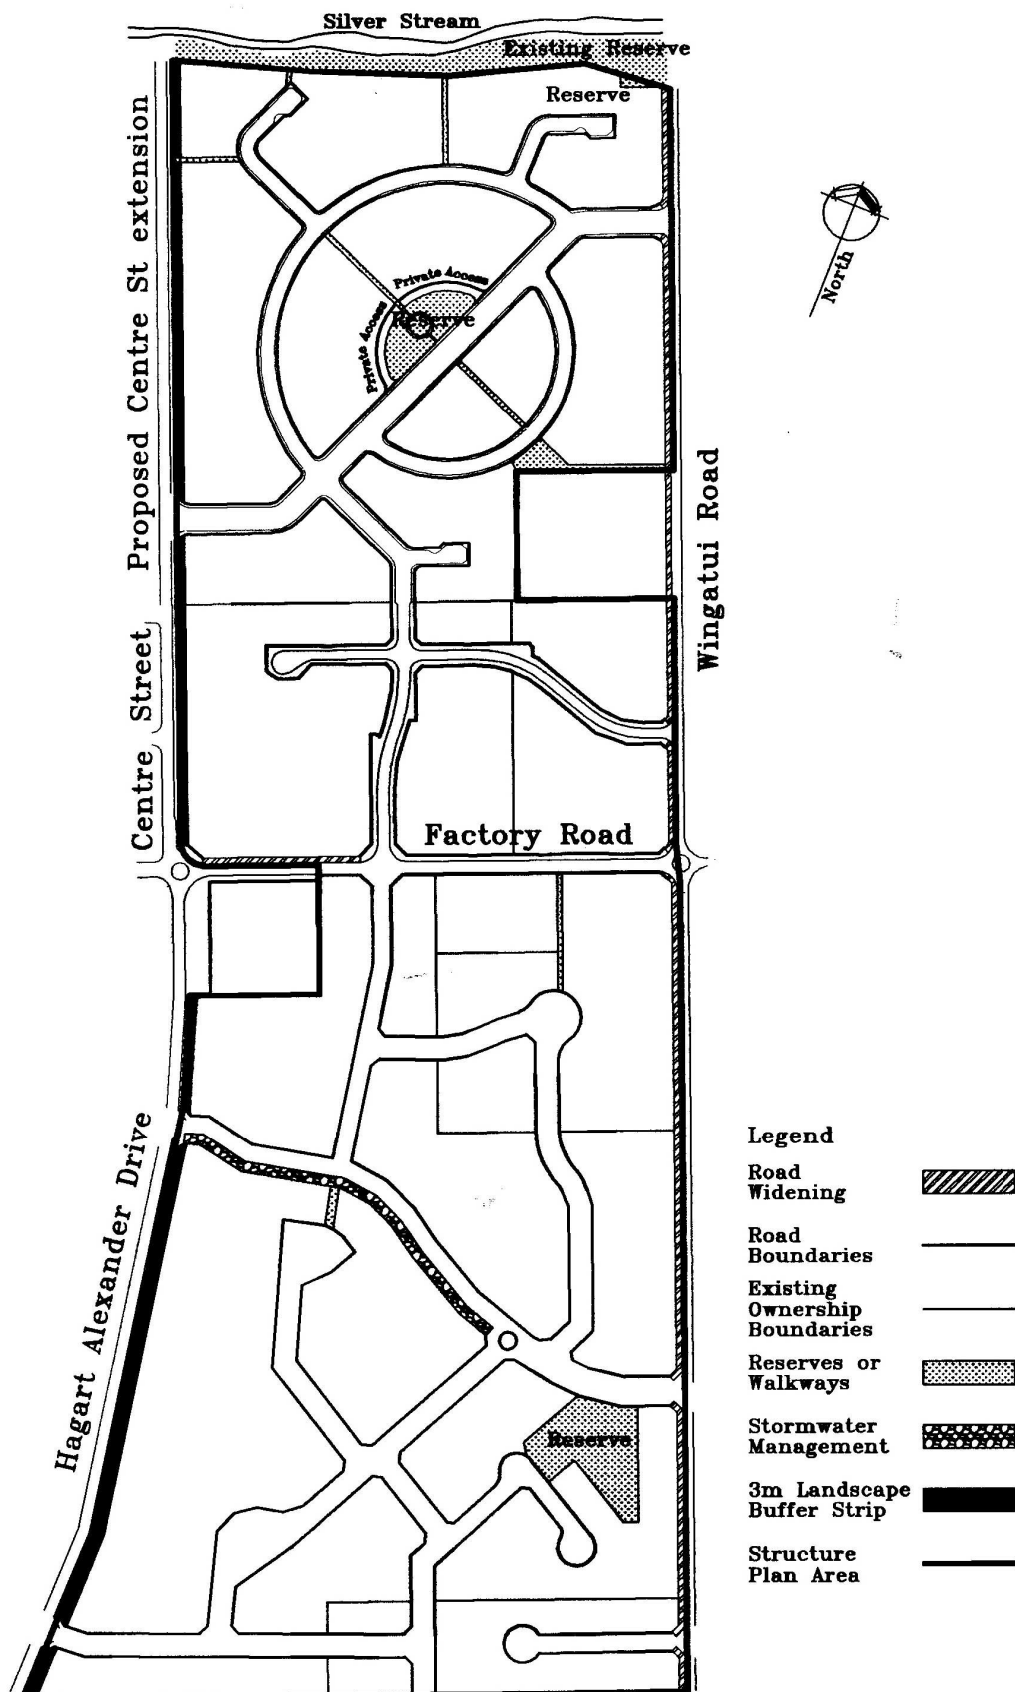 Silver Stream
Existing Reserve
Reserve
Proposed Centre St extension
North
Private Access
Private Access
Reserve
Wingatui Road
Centre Street
Factory Road
Hagart Alexander Drive
Reserve
Legend
Road
Widening
Road
Boundaries
Existing
Ownership
Boundaries
Reserves or
Walkways
Stormwater
Management
3m Landscape
Buffer Strip
Structure
Plan Area